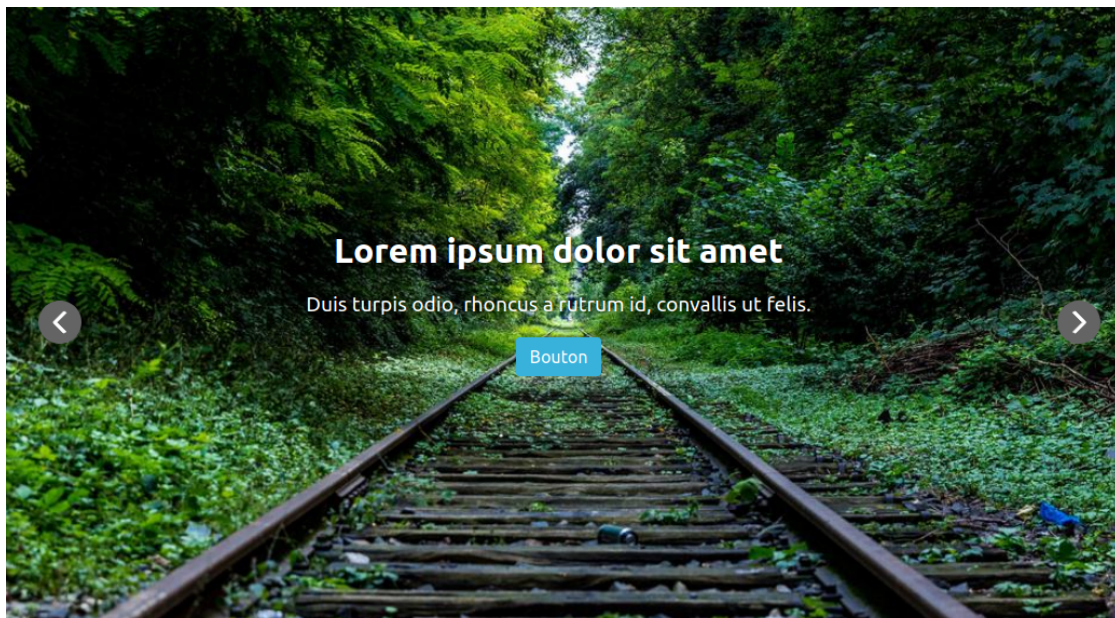 Lorem ipsum dolor sit amet
Duis turpis odio, rhoncus a rutrum id, convallis ut felis.
Bouton